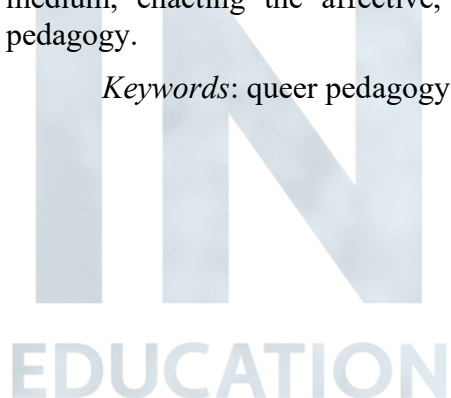 medium, enacting the affective,
pedagogy.
Keywords: queer pedagogy
IN
EDUCATION